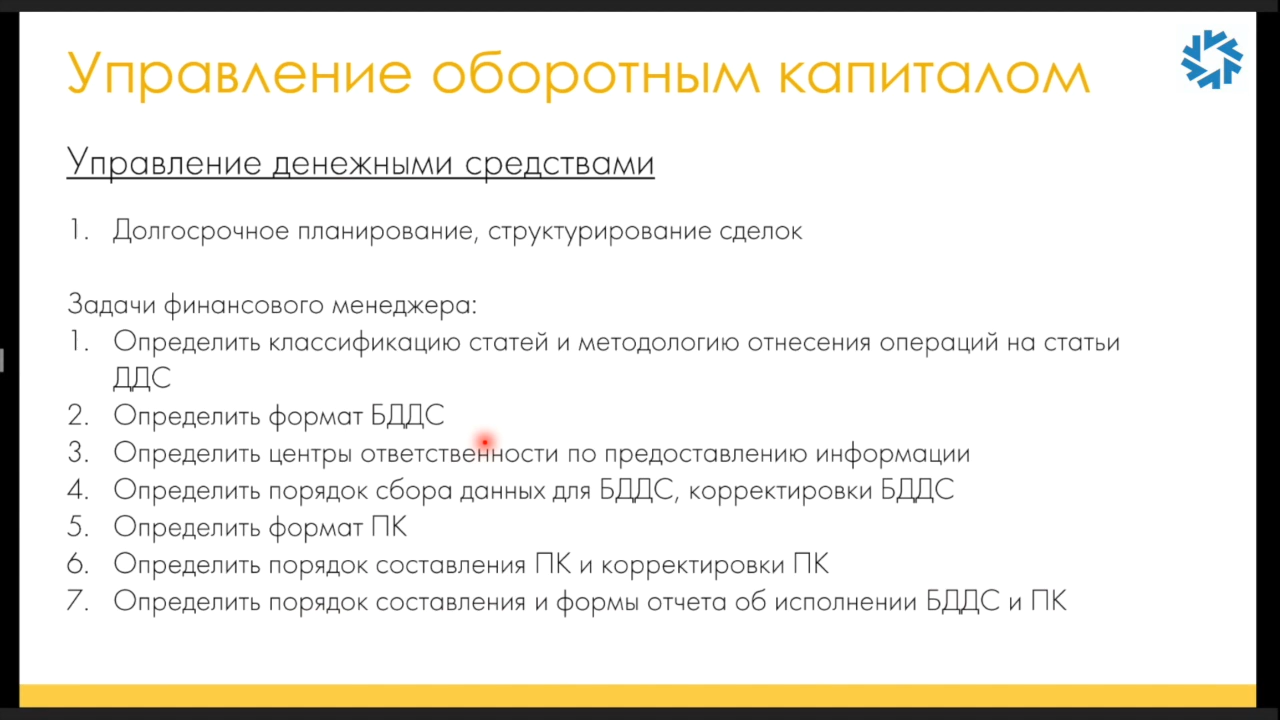 Управление оборотным капиталом
Управление денежными средствами
1. Долгосрочное планирование, структурирование сделок
Задачи финансового менеджера:
1. Определить классификацию статей и методологию отнесения операций на статьи
ДДС
2. Определить формат БДДС
3. Определить центры ответственности по предоставлению информации
4. Определить порядок сбора данных для БДДС, корректировки БДДС
5. Определить формат ПК
6. Определить порядок составления ПК и корректировки ПК
7. Определить порядок составления и формы отчета об исполнении БДДС и ПК